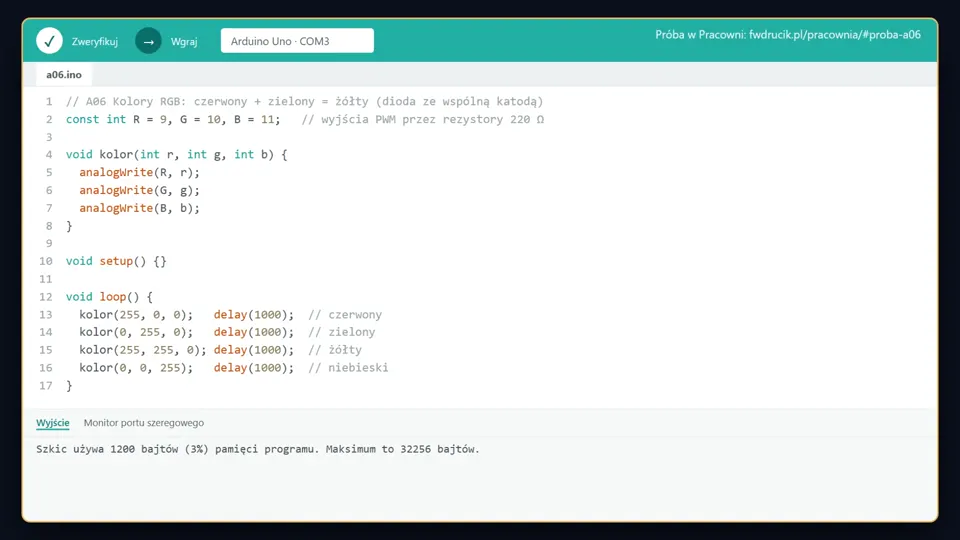 Zweryfikuj Wgraj Arduino Uno · COM3 Próba w Pracowni: fwdrucik.pl/pracownia/#proba-a06
a06.ino
1 // A06 Kolory RGB: czerwony + zielony = żółty (dioda ze wspólną katodą)
2 const int R = 9, G = 10, B = 11;   // wyjścia PWM przez rezystory 220 Ω
3
4 void kolor(int r, int g, int b) {
5   analogWrite(R, r);
6   analogWrite(G, g);
7   analogWrite(B, b);
8 }
9
10 void setup() {}
11
12 void loop() {
13   kolor(255, 0, 0);   delay(1000);  // czerwony
14   kolor(0, 255, 0);   delay(1000);  // zielony
15   kolor(255, 255, 0); delay(1000);  // żółty
16   kolor(0, 0, 255);   delay(1000);  // niebieski
17 }
Wyjście Monitor portu szeregowego
Szkic używa 1200 bajtów (3%) pamięci programu. Maksimum to 32256 bajtów.